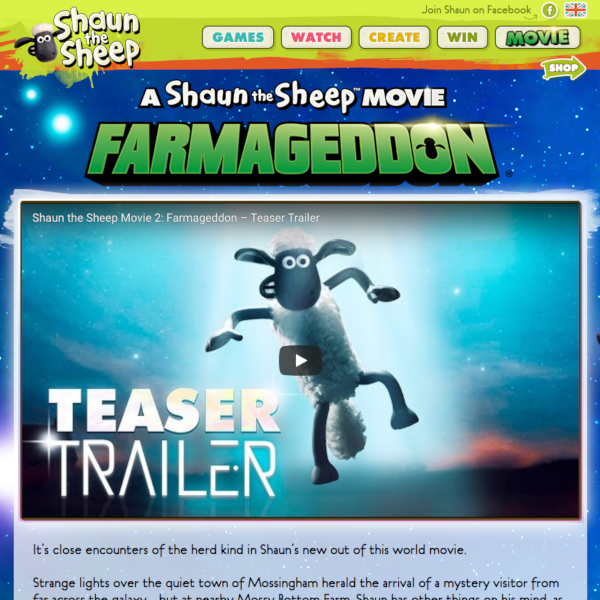 Join Shaun on Facebook
Shaun
the
Sheep
GAMES
WATCH
CREATE
WIN
MOVIE
SHOP
A Shaun the Sheep™ MOVIE
FARMAGEDDON®
Shaun the Sheep Movie 2: Farmageddon – Teaser Trailer
TEASER
TRAILER
It's close encounters of the herd kind in Shaun's new out of this world movie.
Strange lights over the quiet town of Mossingham herald the arrival of a mystery visitor from
far across the galaxy... but at nearby Mossy Bottom Farm, Shaun has other things on his mind, as